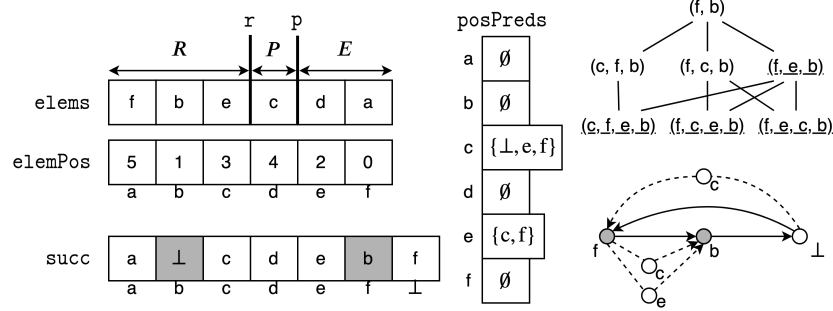 r p
R P E
elems f b e c d a
elemPos 5 1 3 4 2 0
a b c d e f
succ a ⊥ c d e b f
a b c d e f ⊥
posPreds
a ∅
b ∅
c {⊥, e, f}
d ∅
e {c, f}
f ∅
(f, b)
(c, f, b) (f, c, b) (f, e, b)
(c, f, e, b) (f, c, e, b) (f, e, c, b)
c
f b ⊥
c
e